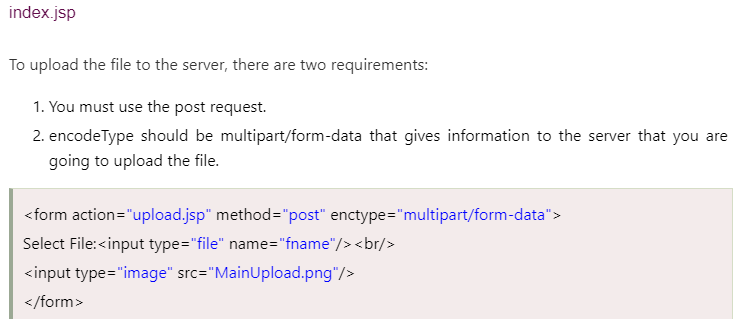 index.jsp
To upload the file to the server, there are two requirements:
1. You must use the post request.
2. encodeType should be multipart/form-data that gives information to the server that you are
going to upload the file.
<form action="upload.jsp" method="post" enctype="multipart/form-data">
Select File:<input type="file" name="fname"/><br/>
<input type="image" src="MainUpload.png"/>
</form>